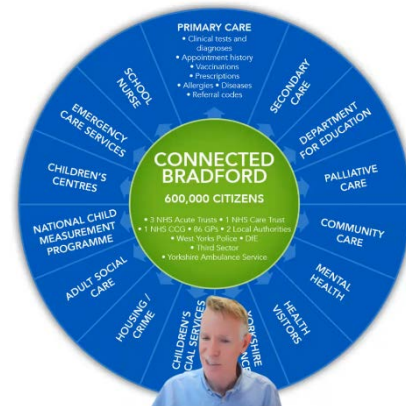 PRIMARY CARE
• Clinical tests and
diagnoses
• Appointment history
• Vaccinations
• Prescriptions
• Allergies • Diseases
• Referral codes
SECONDARY
CARE
DEPARTMENT
FOR EDUCATION
PALLIATIVE
CARE
COMMUNITY
CARE
MENTAL
HEALTH
HEALTH
VISITORS
CHILDREN'S
HOUSING /
CRIME
ADULT SOCIAL
CARE
NATIONAL CHILD
MEASUREMENT
PROGRAMME
CHILDREN'S
CENTRES
EMERGENCY
CARE SERVICES
SCHOOL
NURSE
CONNECTED
BRADFORD
600,000 CITIZENS
• 3 NHS Acute Trusts • 1 NHS Care Trust
• 1 NHS CCG • 86 GPs • 2 Local Authorities
• West Yorks Police • DfE
• Third Sector
• Yorkshire Ambulance Service